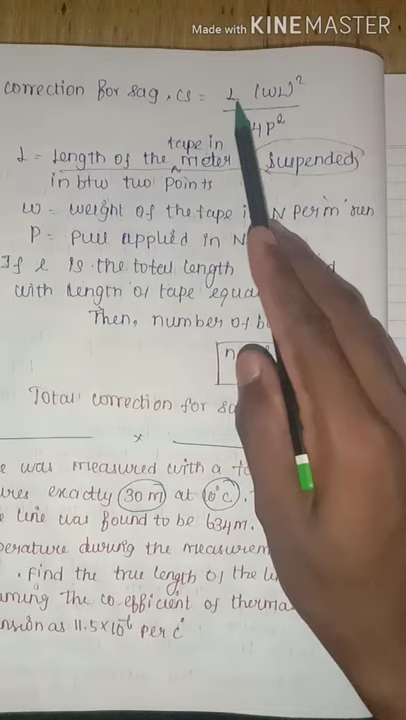 Made with KINEMASTER
correction for sag, Cs = L (WL)²
4P²
tape in
L = Length of the meter suspended
in btw two points
W = weight of the tape in N per m run
P = Pull applied in N
If l is the total length
with Length of tape equa
Then, number of b
n
Total correction for sa
x
e was measured with a ta
ures exactly 30 m at 10°C.
e line was found to be 634m.
perature during the measurem
. Find the true length of the li
uming the co-efficient of therma
nsion as 11.5x10⁻⁶ per c°